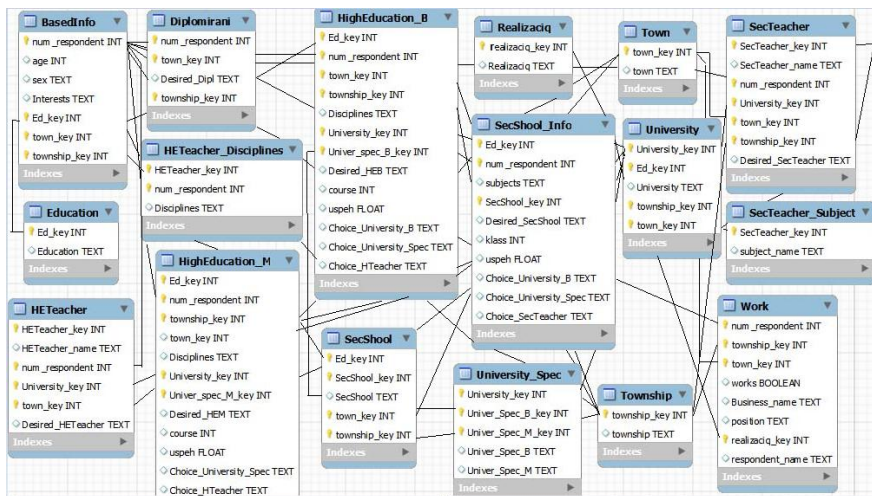 BasedInfo
num _respondent INT
age INT
sex TEXT
Interests TEXT
Ed_key INT
town_key INT
township_key INT
Indexes
Diplomirani
num_respondent INT
town_key INT
Desired_Dipl TEXT
township_key INT
Indexes
HighEducation_B
Ed_key INT
num_respondent INT
town_key INT
township_key INT
Disciplines TEXT
University_key INT
Univer_spec_B_key INT
Desired_HEB TEXT
course INT
uspeh FLOAT
Choice_University_B TEXT
Choice_University_Spec TEXT
Choice_HTeacher TEXT
Indexes
Realizaciq
realizaciq_key INT
Realizaciq TEXT
Indexes
Town
town_key INT
town TEXT
Indexes
SecTeacher
SecTeacher_key INT
SecTeacher_name TEXT
num_respondent INT
University_key INT
town_key INT
township_key INT
Desired_SecTeacher TEXT
Indexes
HETeacher_Disciplines
HETeacher_key INT
num_respondent INT
Disciplines TEXT
Indexes
SecShool_Info
Ed_key INT
num_respondent INT
subjects TEXT
SecShool_key INT
Desired_SecShool TEXT
klass INT
uspeh FLOAT
Choice_University_B TEXT
Choice_University_Spec TEXT
Choice_SecTeacher TEXT
Indexes
University
University_key INT
Ed_key INT
University TEXT
township_key INT
town_key INT
Indexes
Education
Ed_key INT
Education TEXT
Indexes
SecTeacher_Subject
SecTeacher_key INT
subject_name TEXT
Indexes
HighEducation_M
Ed_key INT
num_respondent INT
township_key INT
town_key INT
Disciplines TEXT
University_key INT
Univer_spec_M_key INT
Desired_HEM TEXT
course INT
uspeh FLOAT
Choice_University_Spec TEXT
Choice_HTeacher TEXT
HETeacher
HETeacher_key INT
HETeacher_name TEXT
num_respondent INT
University_key INT
town_key INT
Desired_HETeacher TEXT
Indexes
SecShool
Ed_key INT
SecShool_key INT
SecShool TEXT
town_key INT
township_key INT
Indexes
University_Spec
University_key INT
Univer_Spec_B_key INT
Univer_Spec_M_key INT
Univer_Spec_B TEXT
Univer_Spec_M TEXT
Indexes
Township
township_key INT
township TEXT
Indexes
Work
num_respondent INT
township_key INT
town_key INT
works BOOLEAN
Business_name TEXT
position TEXT
realizaciq_key INT
respondent_name TEXT
Indexes